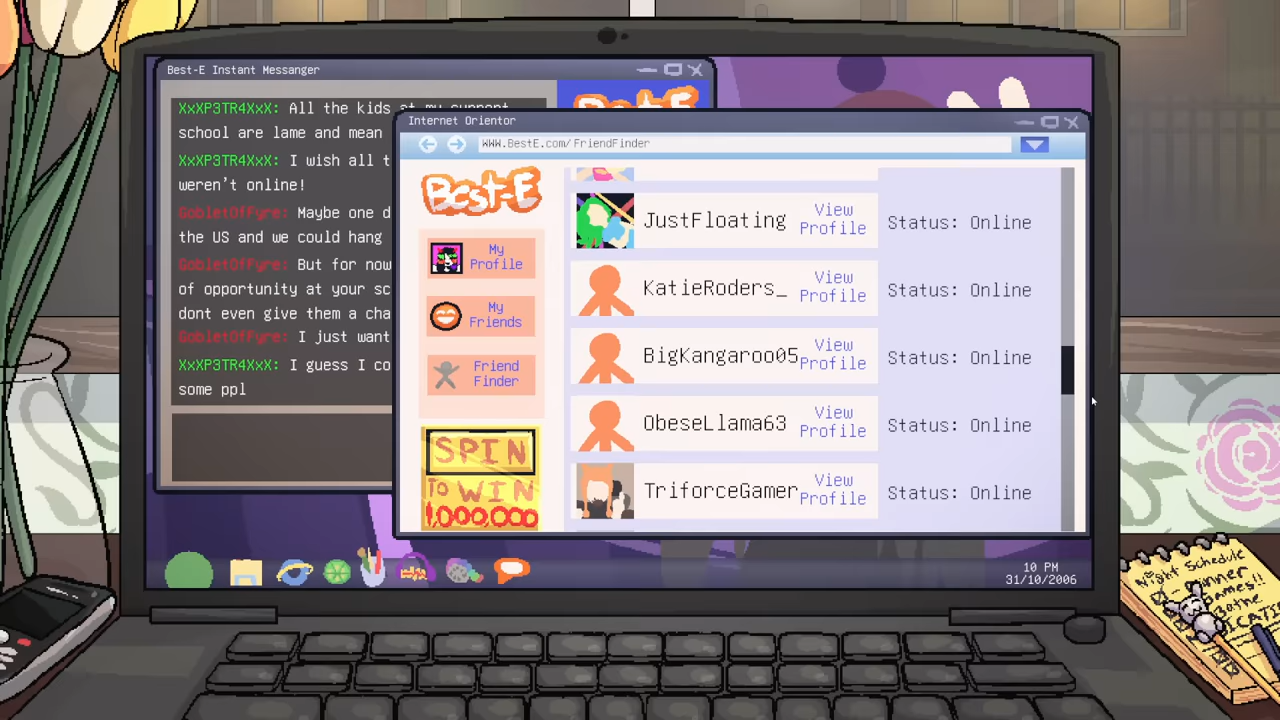 Best-E Instant Messanger
XxXP3TR4XxX: All the kids at my current
school are lame and mean
XxXP3TR4XxX: I wish all t
weren't online!
GobletOfFyre: Maybe one d
the US and we could hang
GobletOfFyre: But for now
of opportunity at your sc
dont even give them a cha
GobletOfFyre: I just want
XxXP3TR4XxX: I guess I co
some ppl
Best-E
Internet Orientor
WWW.BestE.com/FriendFinder
Best-E
My
Profile
My
Friends
Friend
Finder
SPIN
To WIN
1,000,000
JustFloating
View
Profile
Status: Online
KatieRoders_
View
Profile
Status: Online
BigKangaroo05
View
Profile
Status: Online
ObeseLlama63
View
Profile
Status: Online
TriforceGamer
View
Profile
Status: Online
10 PM
31/10/2006
Night Schedule
Dinner
Games!!